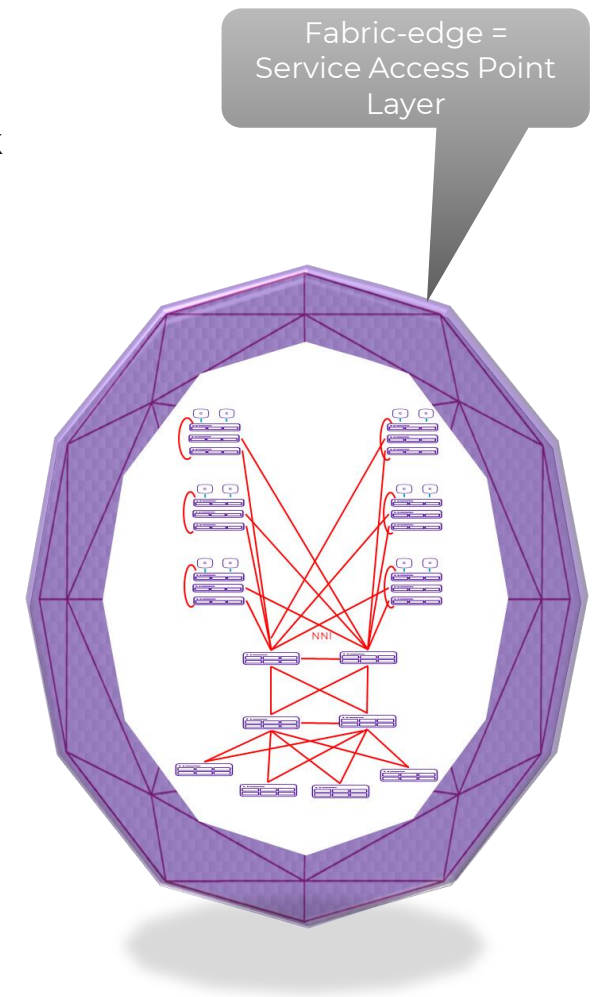 Fabric-edge =
Service Access Point
Layer
NNI